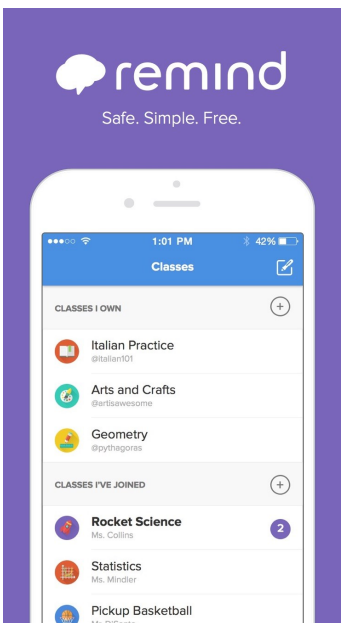 remind
Safe. Simple. Free.
1:01 PM
42%
Classes
CLASSES I OWN
Italian Practice
@italian101
Arts and Crafts
@artisawesome
Geometry
@pythagoras
CLASSES I'VE JOINED
Rocket Science
Ms. Collins
2
Statistics
Ms. Mindler
Pickup Basketball